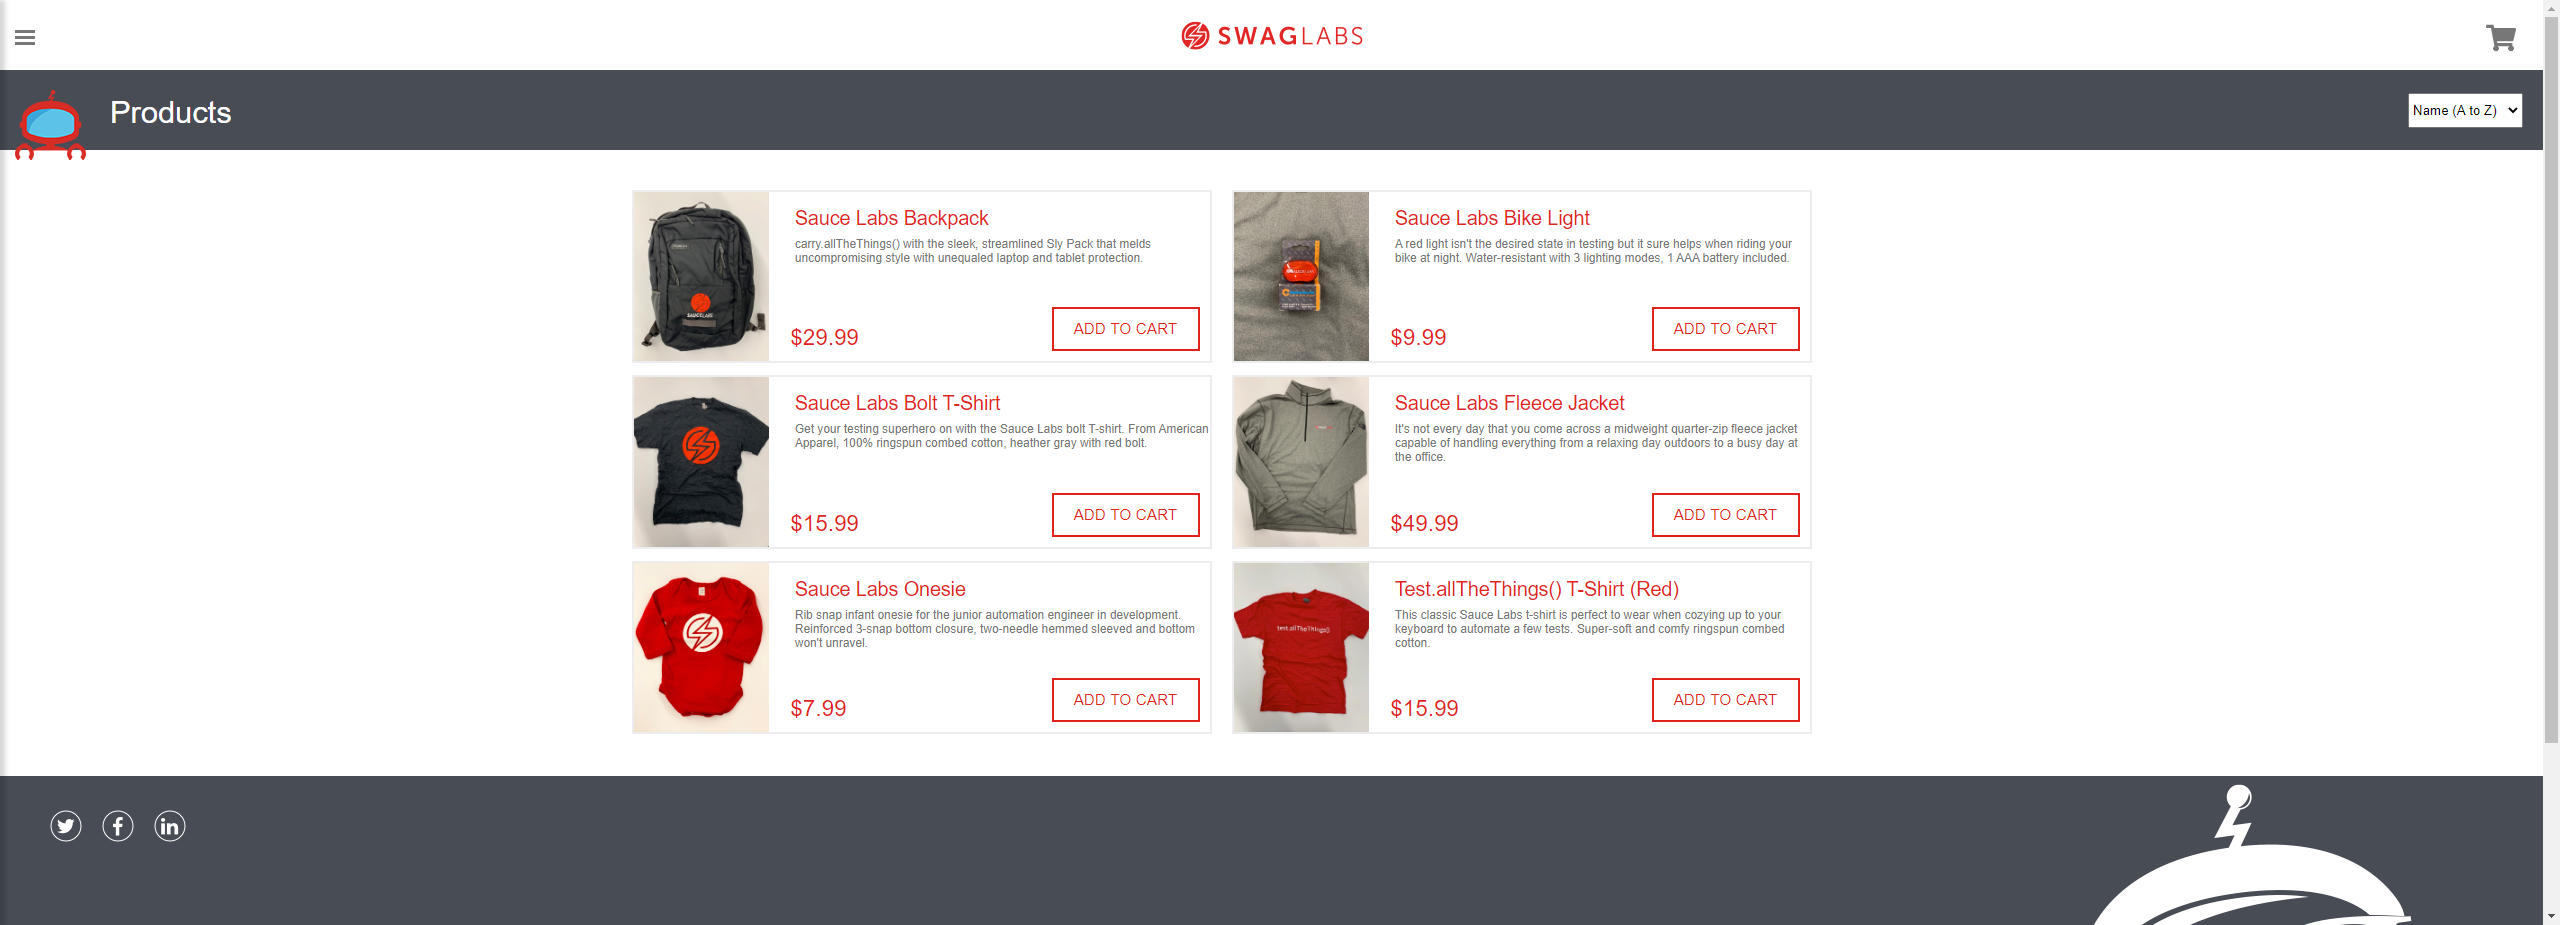 SWAGLABS
Products
Name (A to Z)
Sauce Labs Backpack
carry.allTheThings() with the sleek, streamlined Sly Pack that melds
uncompromising style with unequaled laptop and tablet protection.
$29.99
ADD TO CART
SAUCELABS
Sauce Labs Bike Light
A red light isn't the desired state in testing but it sure helps when riding your
bike at night. Water-resistant with 3 lighting modes, 1 AAA battery included.
$9.99
ADD TO CART
Sauce Labs Bolt T-Shirt
Get your testing superhero on with the Sauce Labs bolt T-shirt. From American
Apparel, 100% ringspun combed cotton, heather gray with red bolt.
$15.99
ADD TO CART
Sauce Labs Fleece Jacket
It's not every day that you come across a midweight quarter-zip fleece jacket
capable of handling everything from a relaxing day outdoors to a busy day at
the office.
$49.99
ADD TO CART
Sauce Labs Onesie
Rib snap infant onesie for the junior automation engineer in development.
Reinforced 3-snap bottom closure, two-needle hemmed sleeved and bottom
won't unravel.
$7.99
ADD TO CART
test.allTheThings()
Test.allTheThings() T-Shirt (Red)
This classic Sauce Labs t-shirt is perfect to wear when cozying up to your
keyboard to automate a few tests. Super-soft and comfy ringspun combed
cotton.
$15.99
ADD TO CART